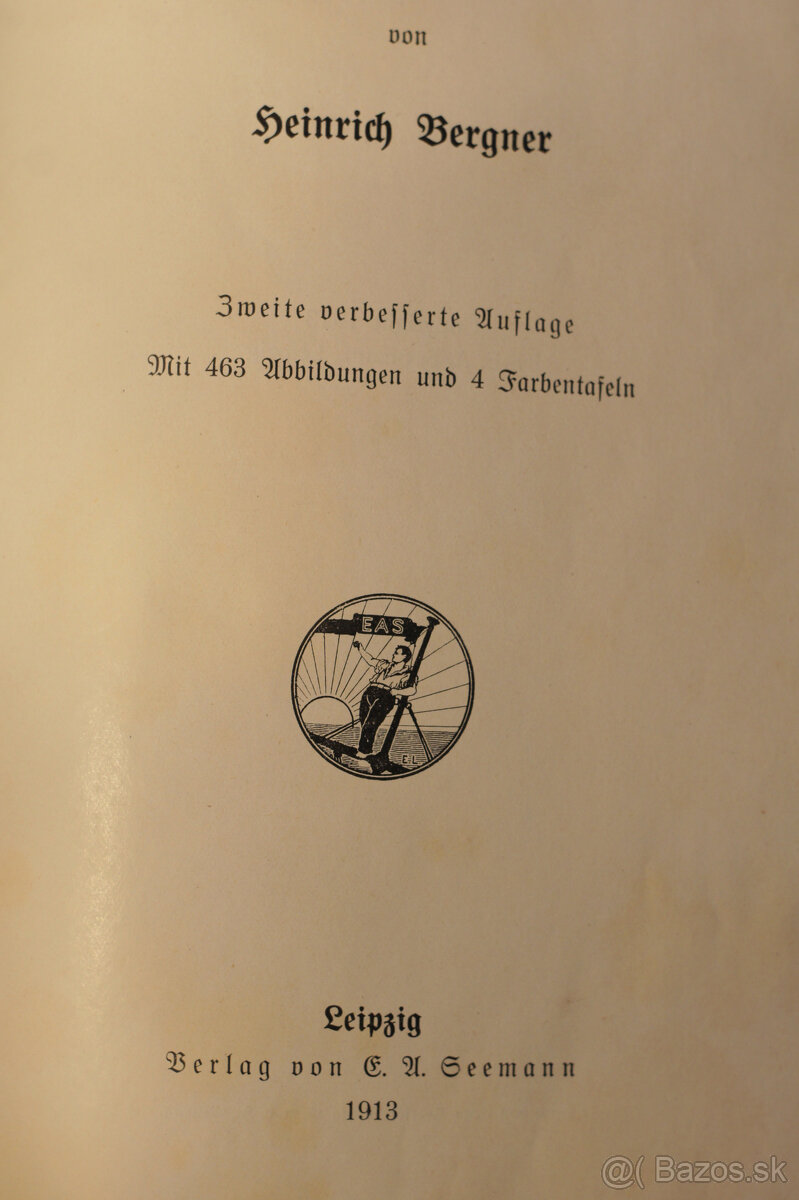 von
Heinrich Bergner
Zweite verbesserte Auflage
Mit 463 Abbildungen und 4 Farbentafeln
EAS
E.L.
Leipzig
Verlag von E. A. Seemann
1913
@( Bazos.sk